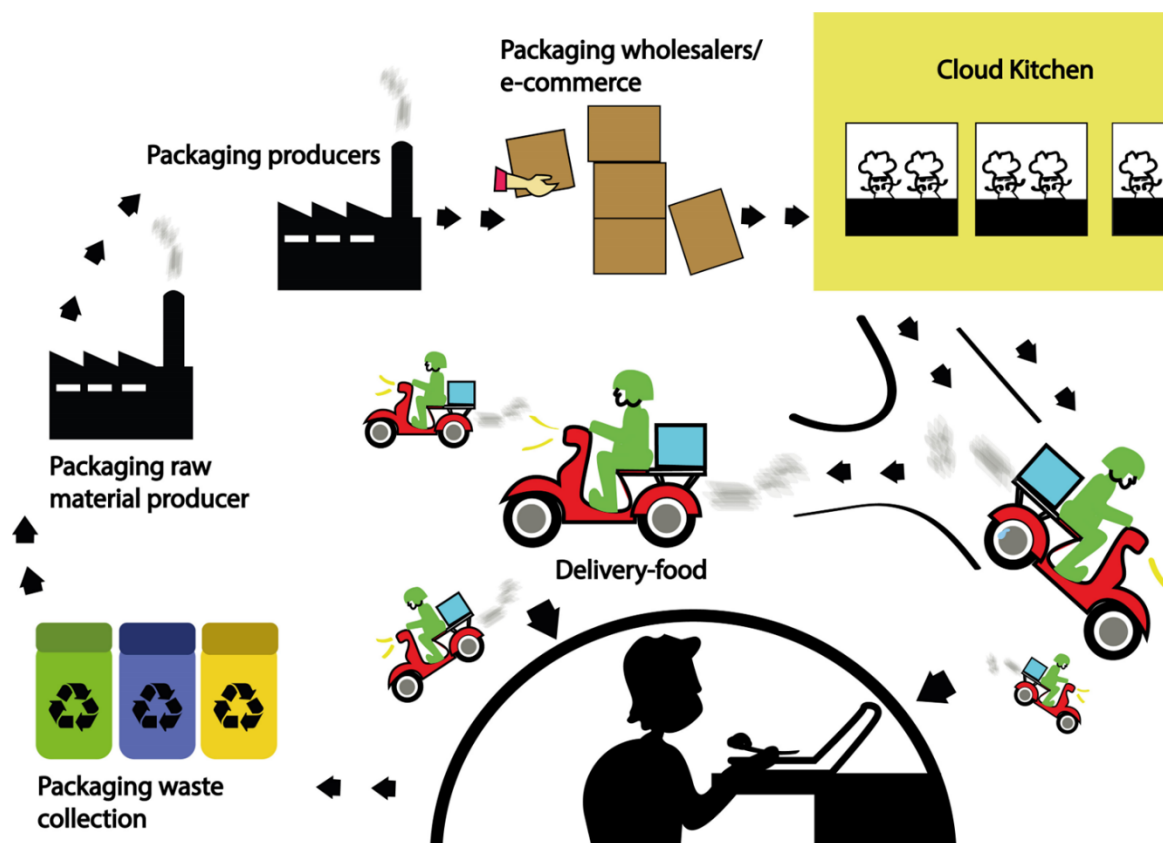 Packaging wholesalers/
e-commerce
Cloud Kitchen
Packaging producers
Packaging raw
material producer
Delivery-food
Packaging waste
collection